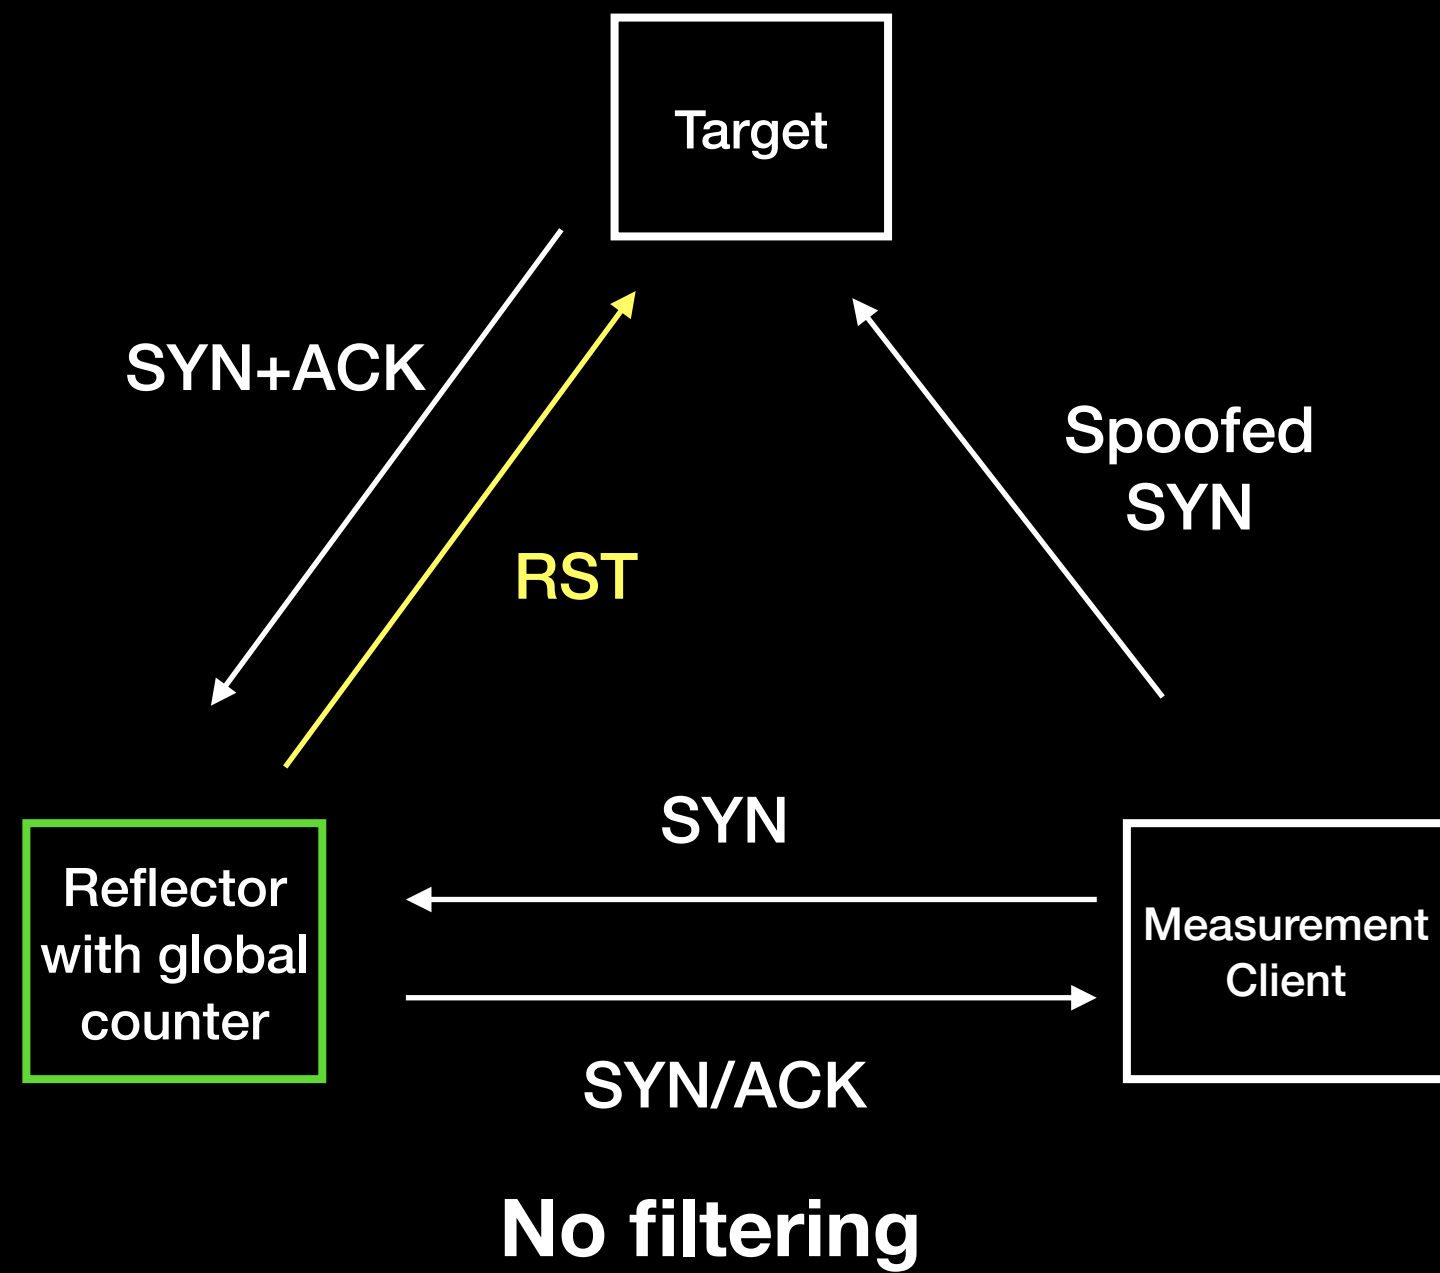 Target
SYN+ACK
Spoofed
SYN
RST
SYN
Reflector
with global
counter
Measurement
Client
SYN/ACK
No filtering